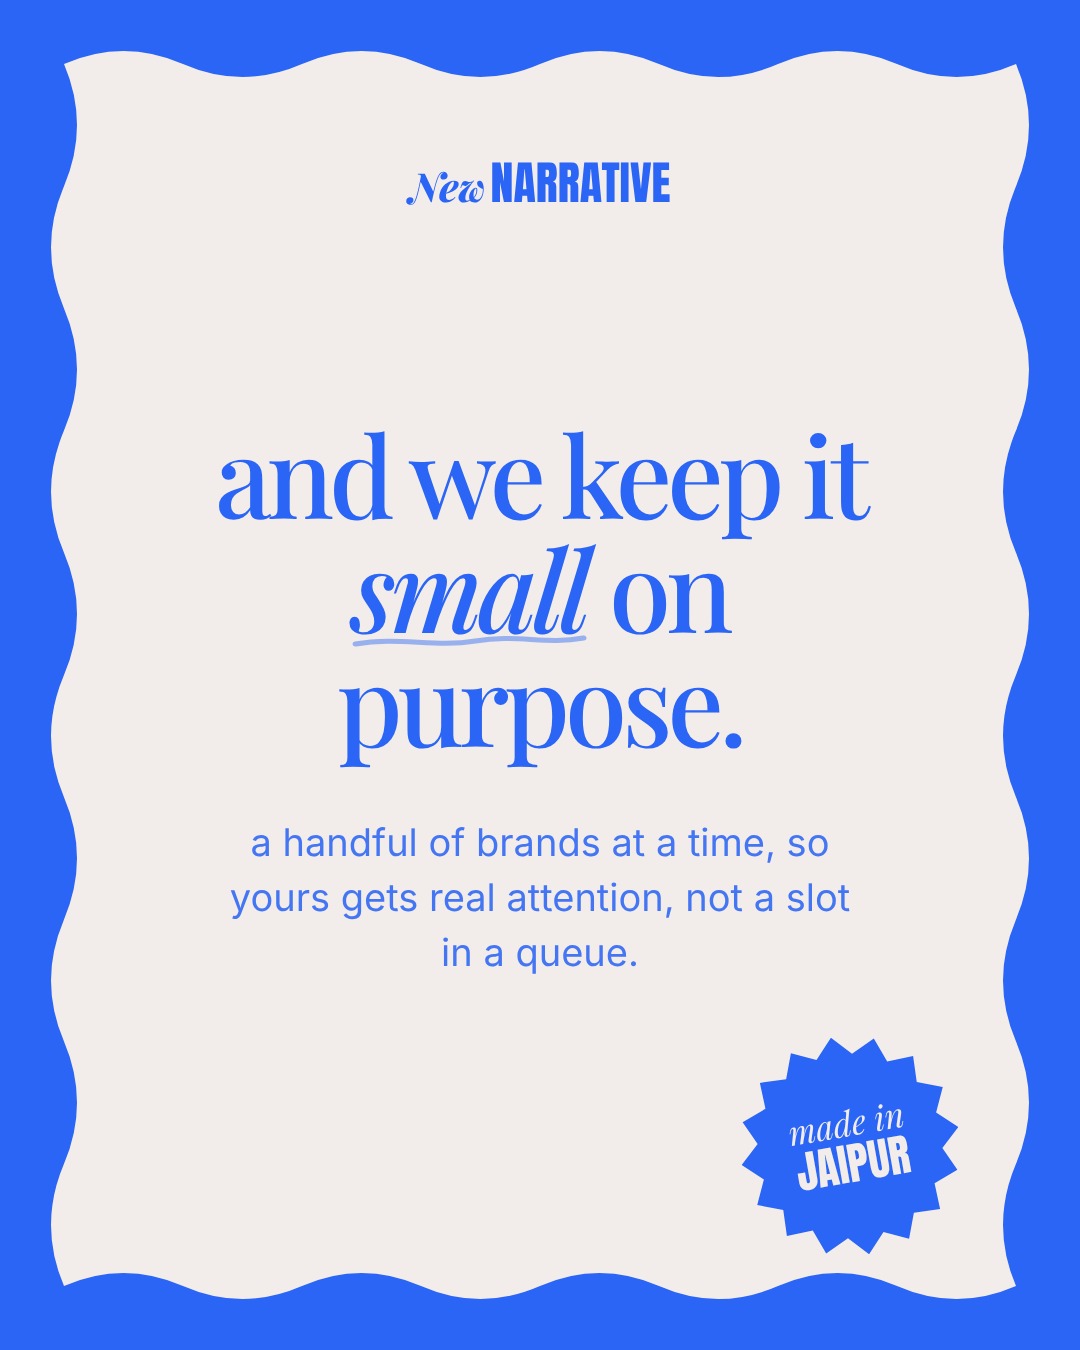 New NARRATIVE
and we keep it
small on
purpose.
a handful of brands at a time, so
yours gets real attention, not a slot
in a queue.
made in
JAIPUR